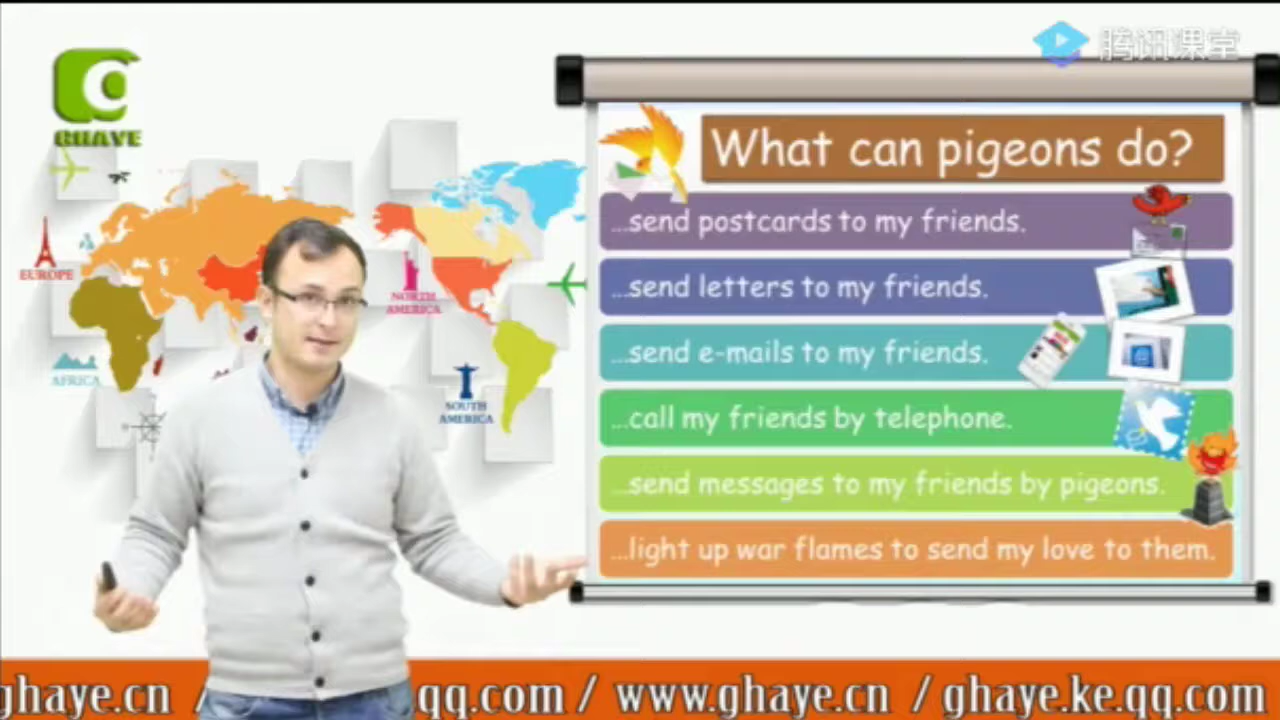 腾讯课堂
GHAYE
What can pigeons do?
...send postcards to my friends.
...send letters to my friends.
...send e-mails to my friends.
...call my friends by telephone.
...send messages to my friends by pigeons.
...light up war flames to send my love to them.
EUROPE
NORTH
AMERICA
AFRICA
SOUTH
AMERICA
ghaye.cn / qq.com / www.ghaye.cn / ghaye.ke.qq.com